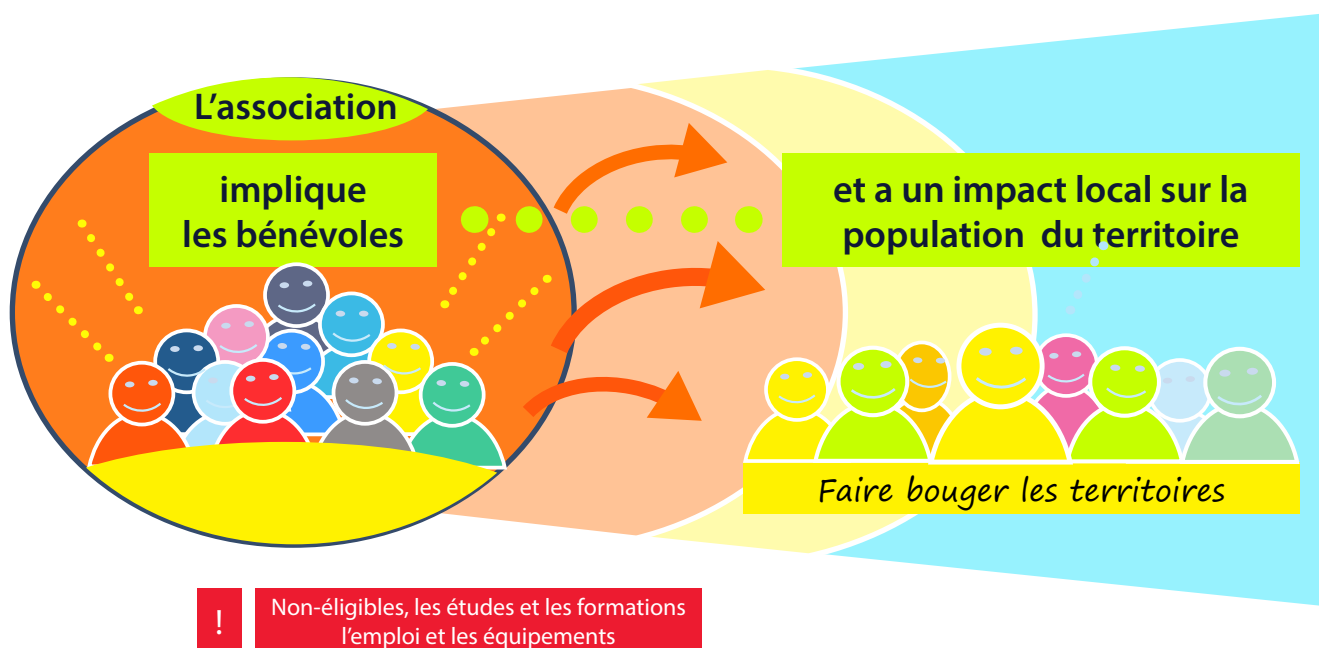 L’association
implique
les bénévoles
et a un impact local sur la
population du territoire
Faire bouger les territoires
!
Non-éligibles, les études et les formations
l’emploi et les équipements